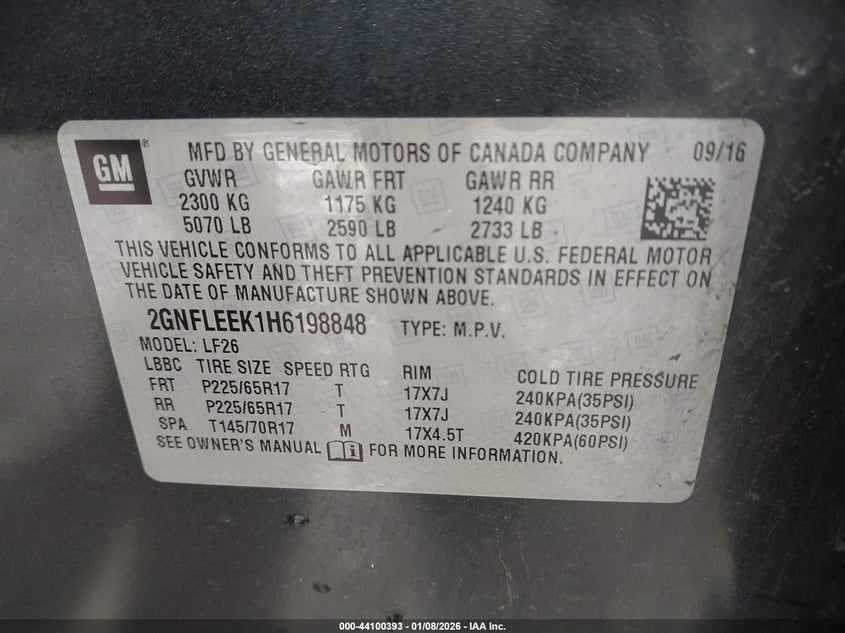 GM ® MFD BY GENERAL MOTORS OF CANADA COMPANY 09/16
GVWR GAWR FRT GAWR RR
2300 KG 1175 KG 1240 KG
5070 LB 2590 LB 2733 LB
THIS VEHICLE CONFORMS TO ALL APPLICABLE U.S. FEDERAL MOTOR
VEHICLE SAFETY AND THEFT PREVENTION STANDARDS IN EFFECT ON
THE DATE OF MANUFACTURE SHOWN ABOVE.
2GNFLEEK1H6198848 TYPE: M.P.V.
MODEL: LF26
LBBC TIRE SIZE SPEED RTG RIM COLD TIRE PRESSURE
FRT P225/65R17 T 17X7J 240KPA(35PSI)
RR P225/65R17 T 17X7J 240KPA(35PSI)
SPA T145/70R17 M 17X4.5T 420KPA(60PSI)
SEE OWNER'S MANUAL FOR MORE INFORMATION.
000-44100393 - 01/08/2026 - IAA Inc.